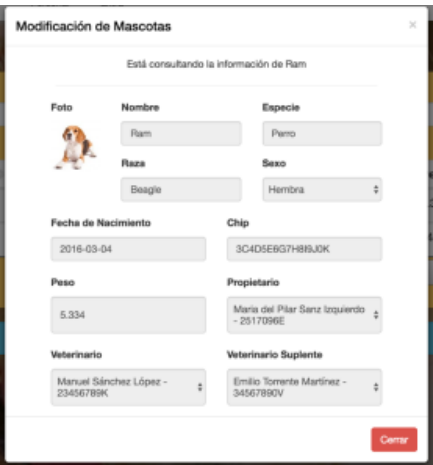 Modificación de Mascotas ×
Está consultando la información de Ram
Foto Nombre Especie
Ram Perro
Raza Sexo
Beagle Hembra
Fecha de Nacimiento Chip
2016-03-04 3C4D5E6G7H8I9J0K
Peso Propietario
5.334 Maria del Pilar Sanz Izquierdo
- 2517096E
Veterinario Veterinario Suplente
Manuel Sánchez López - Emilio Torrente Martínez -
23456789K 34567890V
Cerrar